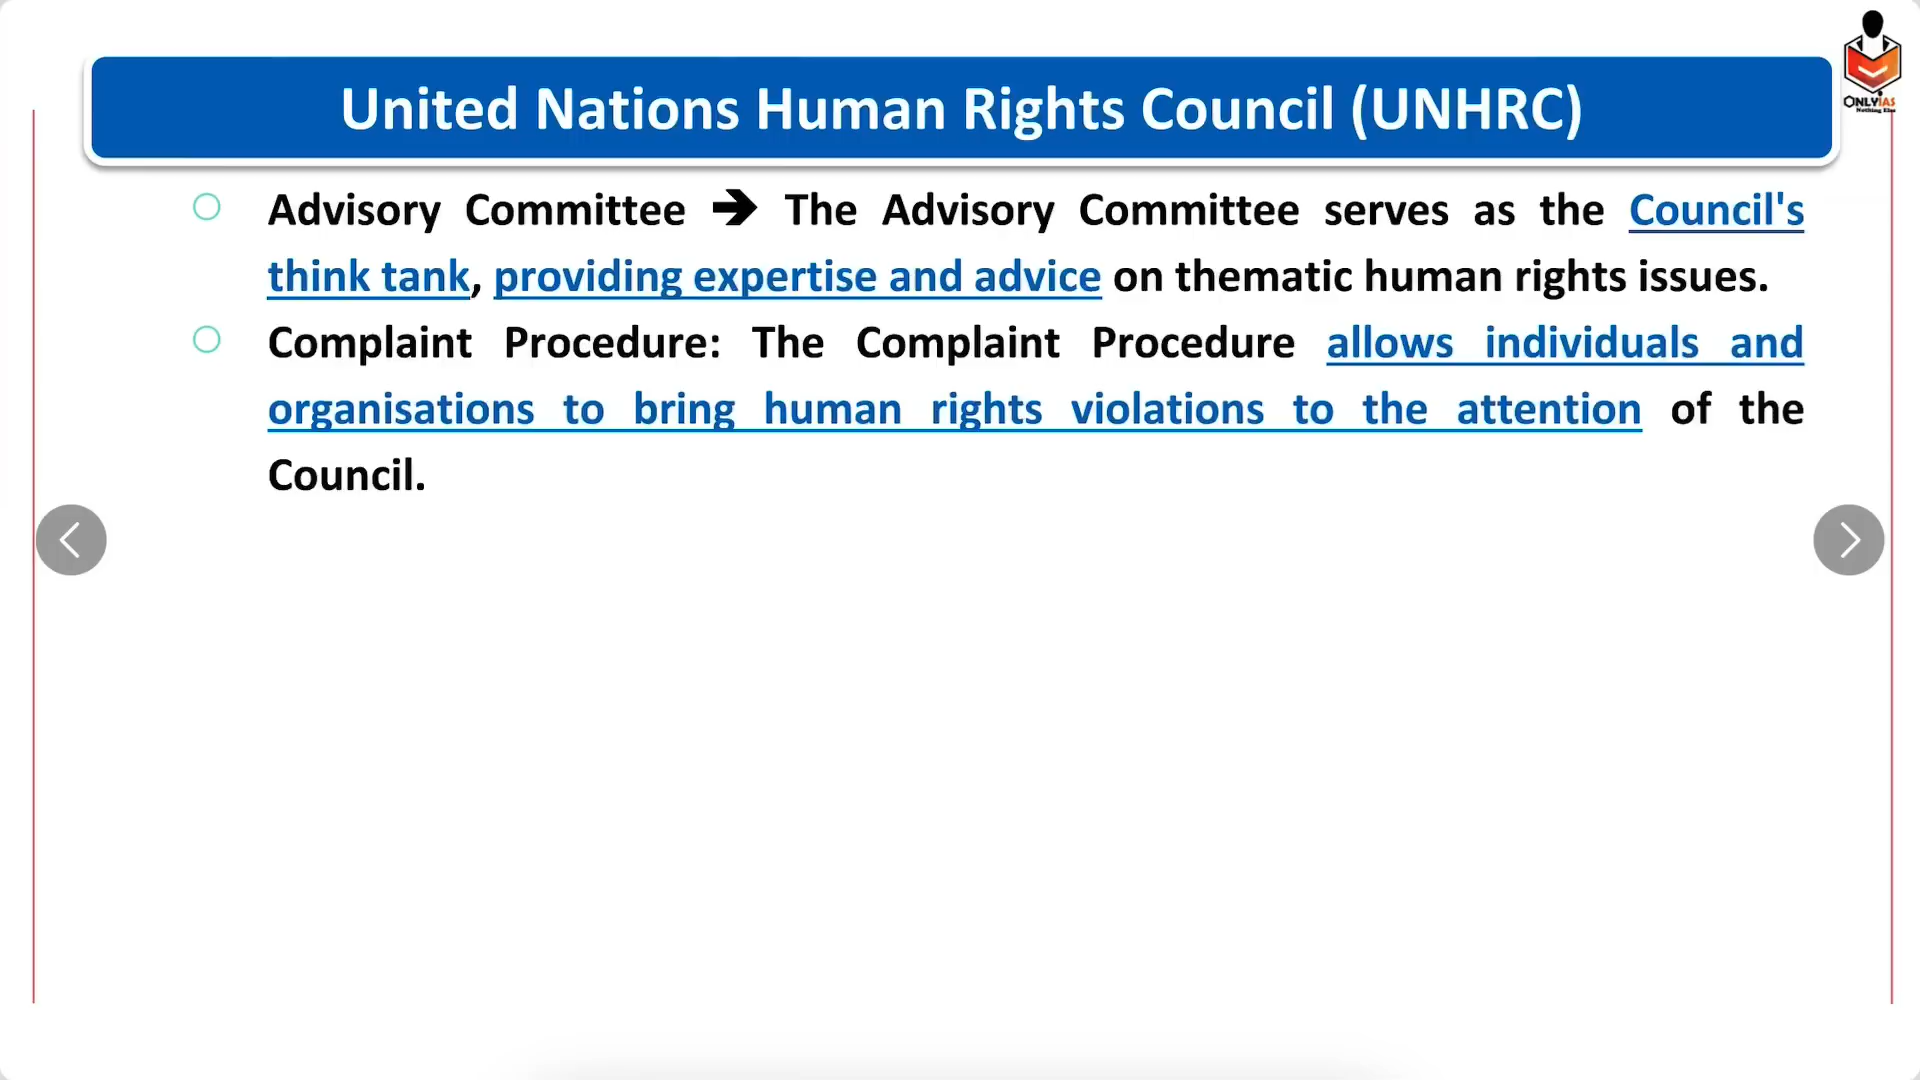 United Nations Human Rights Council (UNHRC)
ONLYIAS
Nothing Else
Advisory Committee → The Advisory Committee serves as the Council's
think tank, providing expertise and advice on thematic human rights issues.
Complaint Procedure: The Complaint Procedure allows individuals and
organisations to bring human rights violations to the attention of the
Council.